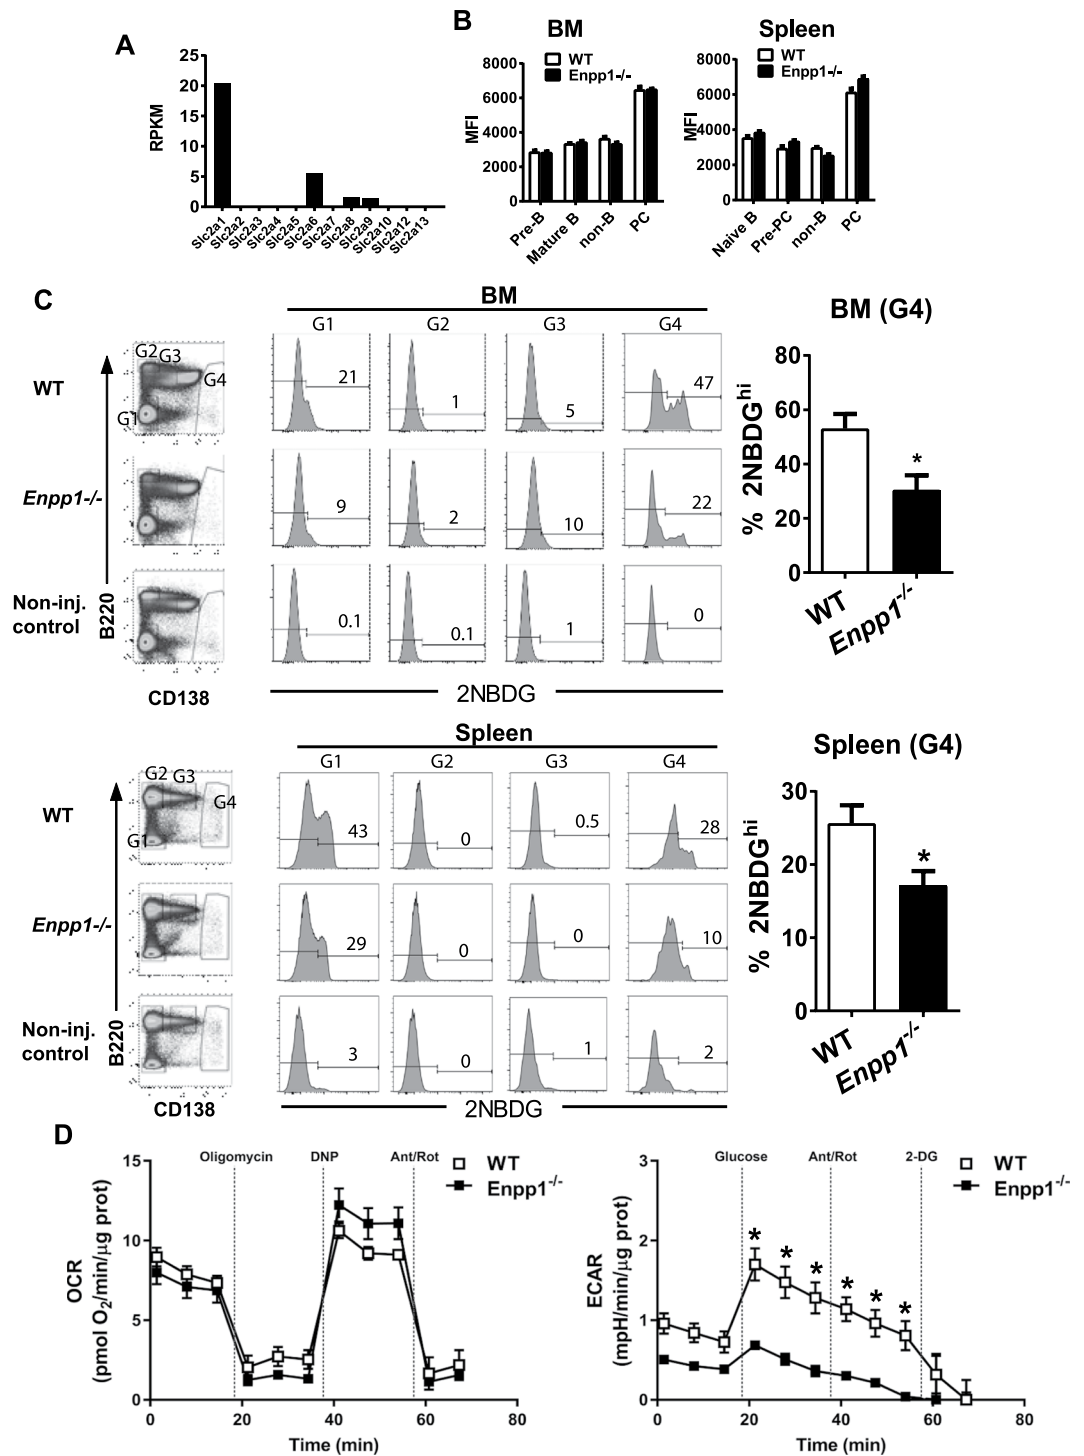 A
25
20
15
10
5
0
RPKM
Slc2a1
Slc2a2
Slc2a3
Slc2a4
Slc2a5
Slc2a6
Slc2a7
Slc2a8
Slc2a9
Slc2a10
Slc2a12
Slc2a13
B
BM
WT
Enpp1-/-
8000
6000
4000
2000
0
MFI
Pre-B
Mature B
non-B
PC
Spleen
WT
Enpp1-/-
8000
6000
4000
2000
0
MFI
Naive B
Pre-PC
non-B
PC
C
BM
G1
G2
G3
G4
WT
G2
G3
G4
G1
21
1
5
47
Enpp1-/-
9
2
10
22
Non-inj.
control
0.1
0.1
1
0
B220
CD138
2NBDG
BM (G4)
80
60
40
20
0
% 2NBDGhi
*
WT
Enpp1-/-
Spleen
G1
G2
G3
G4
WT
G2
G3
G4
G1
43
0
0.5
28
Enpp1-/-
29
0
0
10
Non-inj.
control
3
0
1
2
B220
CD138
2NBDG
Spleen (G4)
30
20
10
0
% 2NBDGhi
*
WT
Enpp1-/-
D
Oligomycin
DNP
Ant/Rot
WT
Enpp1-/-
15
10
5
0
OCR
(pmol O2/min/µg prot)
0
20
40
60
80
Time (min)
Glucose
Ant/Rot
2-DG
WT
Enpp1-/-
3
2
1
0
ECAR
(mpH/min/µg prot)
* * * * * *
0
20
40
60
80
Time (min)